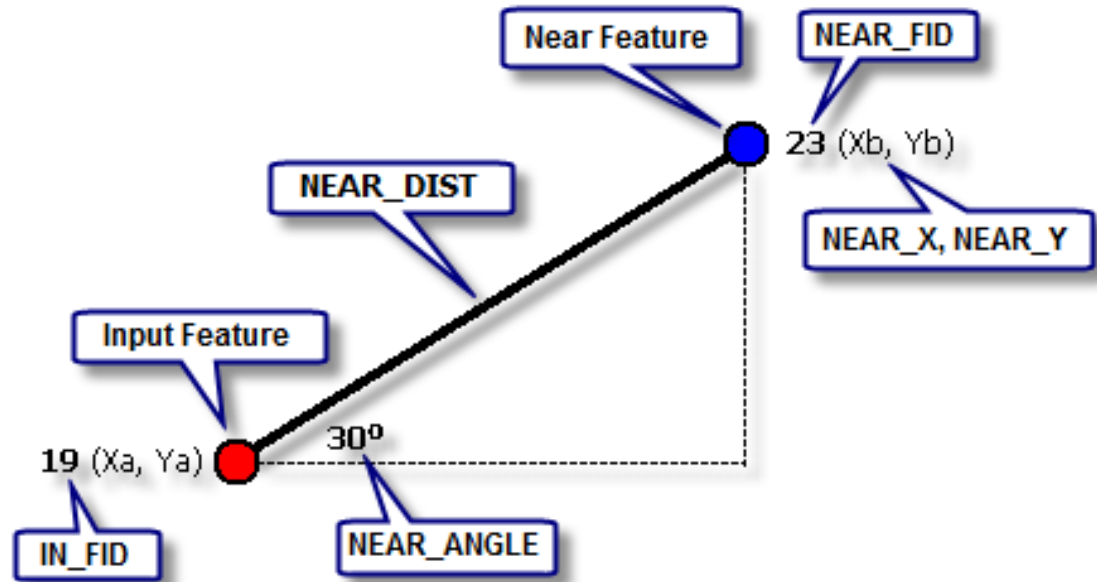 Near Feature
NEAR_FID
23 (Xb, Yb)
NEAR_DIST
NEAR_X, NEAR_Y
Input Feature
30º
19 (Xa, Ya)
IN_FID
NEAR_ANGLE